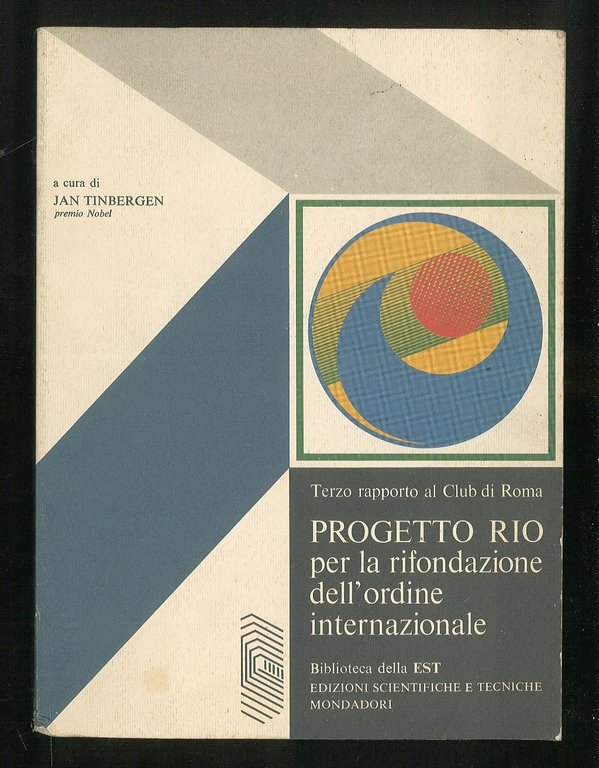 a cura di
JAN TINBERGEN
premio Nobel
Terzo rapporto al Club di Roma
PROGETTO RIO
per la rifondazione
dell'ordine
internazionale
Biblioteca della EST
EDIZIONI SCIENTIFICHE E TECNICHE
MONDADORI